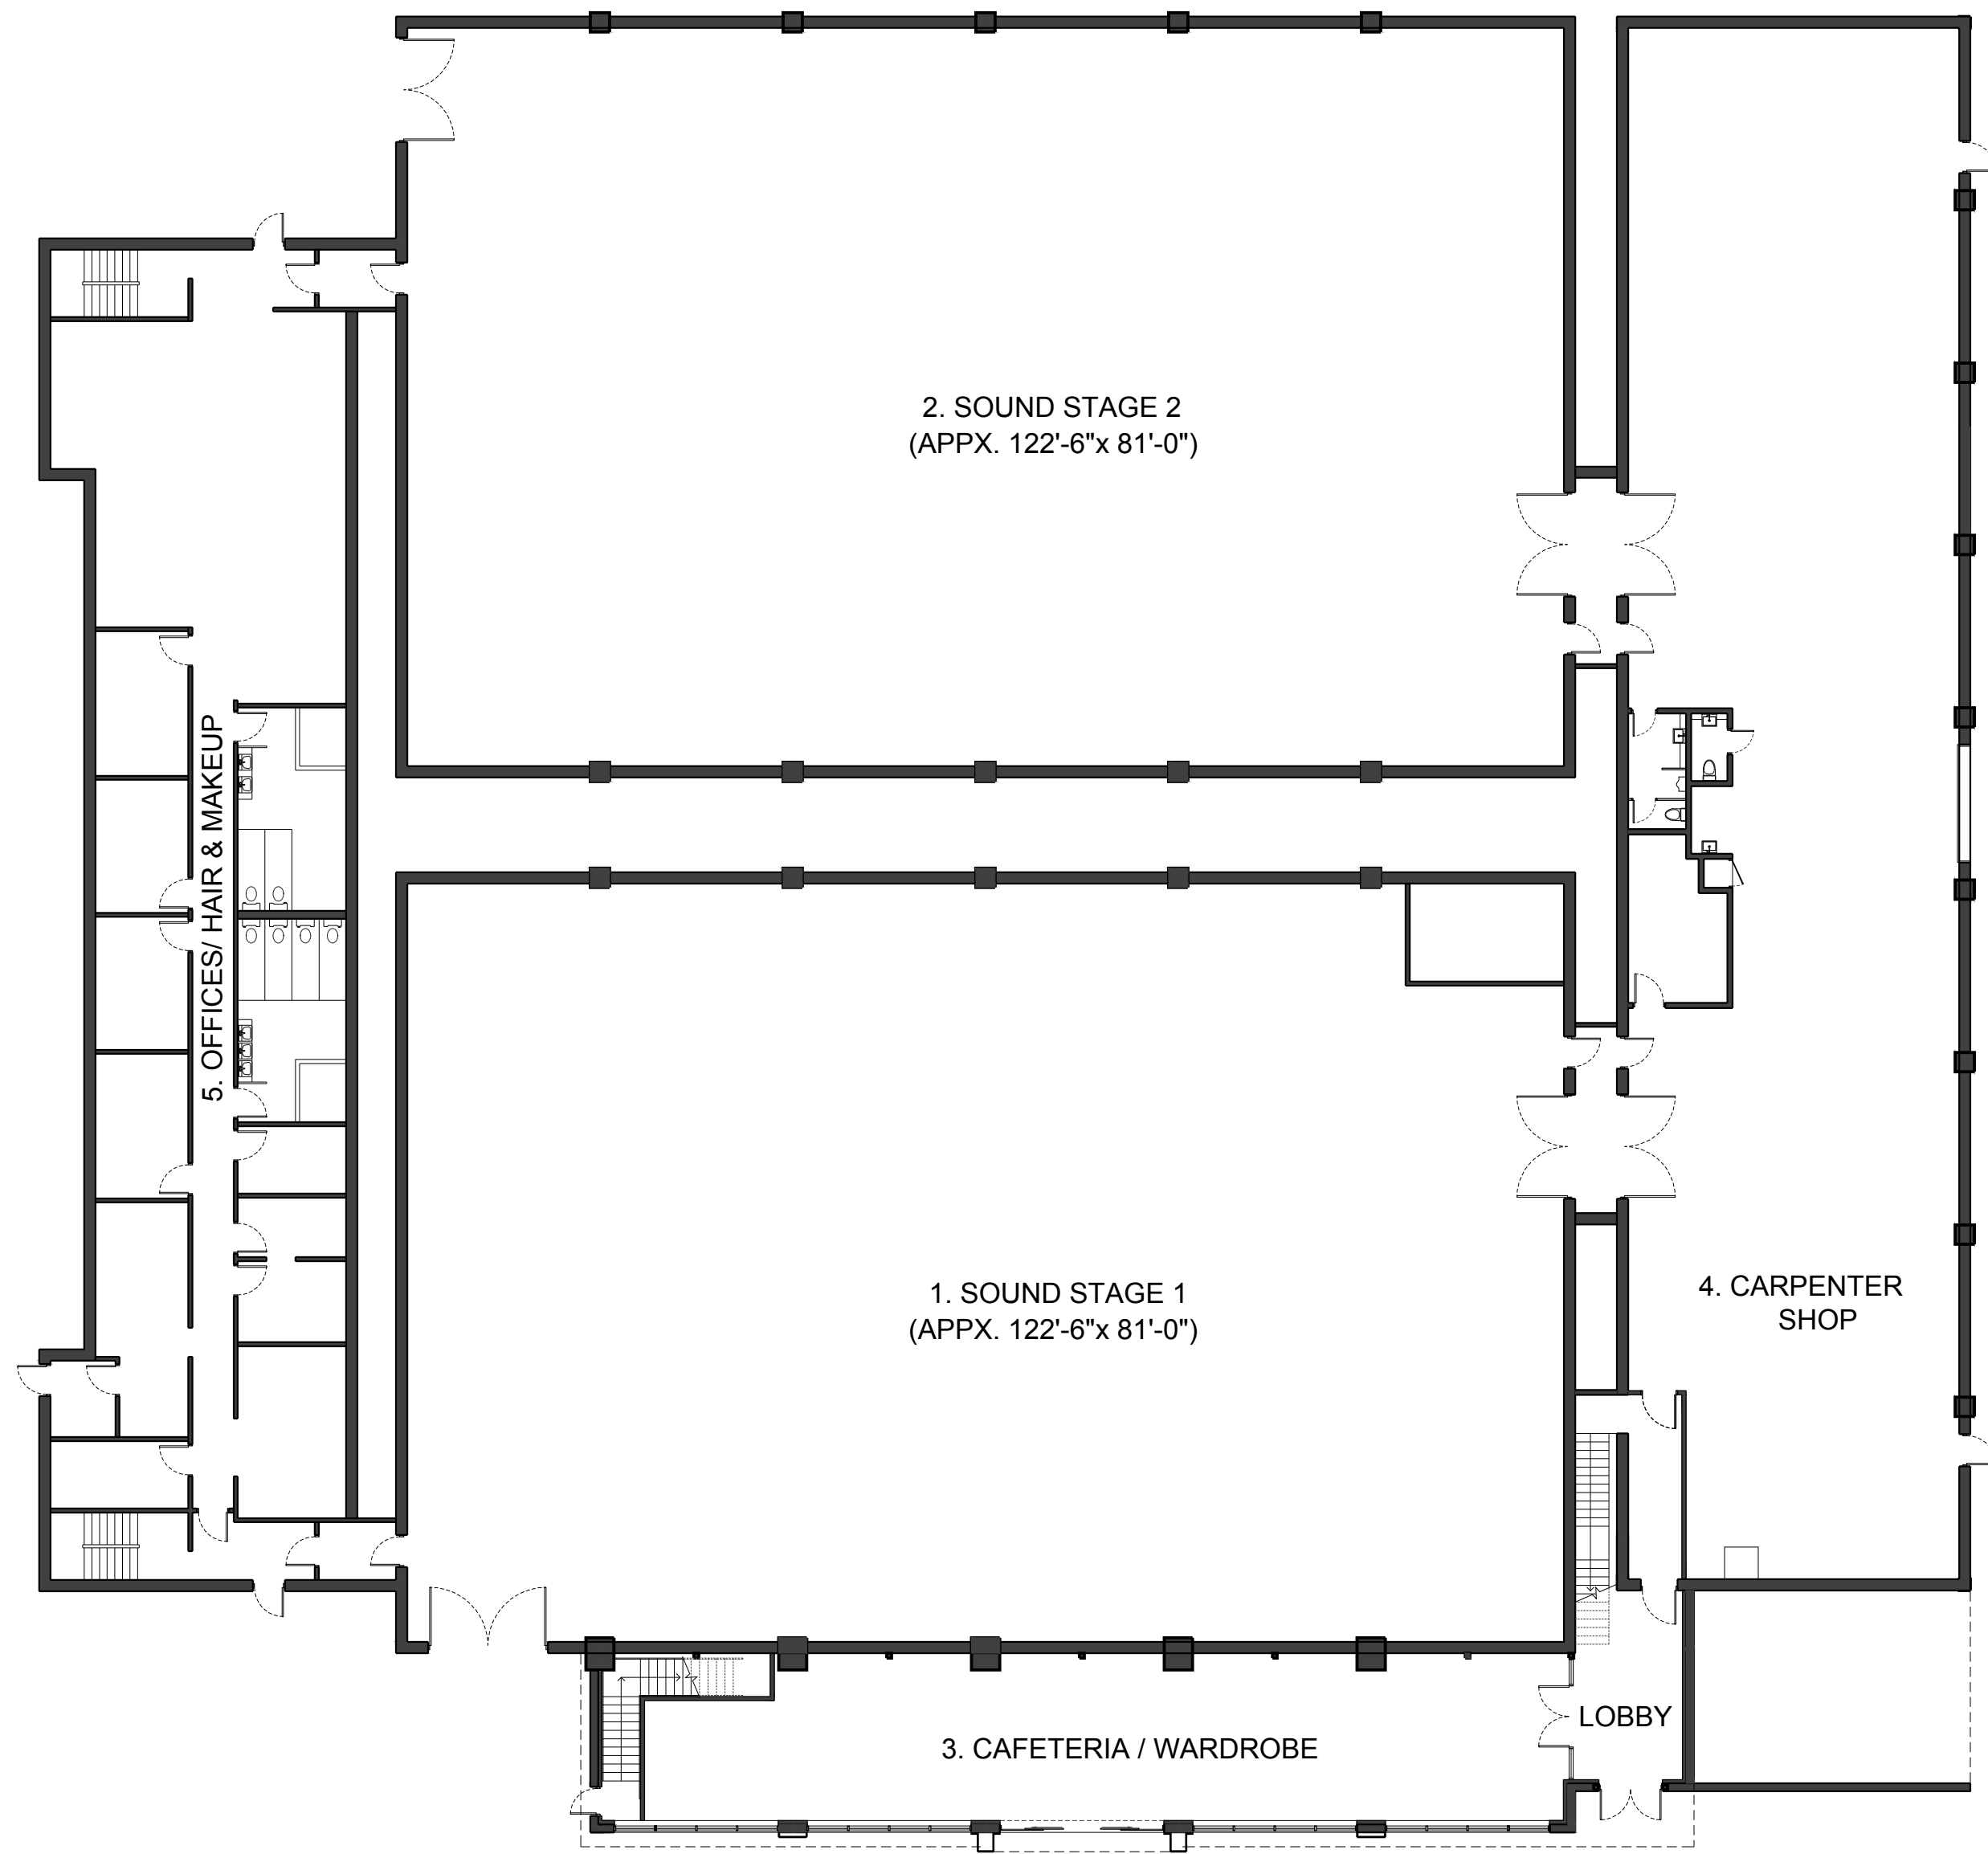 2. SOUND STAGE 2
(APPX. 122'-6"x 81'-0")
5. OFFICES/ HAIR & MAKEUP
1. SOUND STAGE 1
(APPX. 122'-6"x 81'-0")
4. CARPENTER
SHOP
LOBBY
3. CAFETERIA / WARDROBE